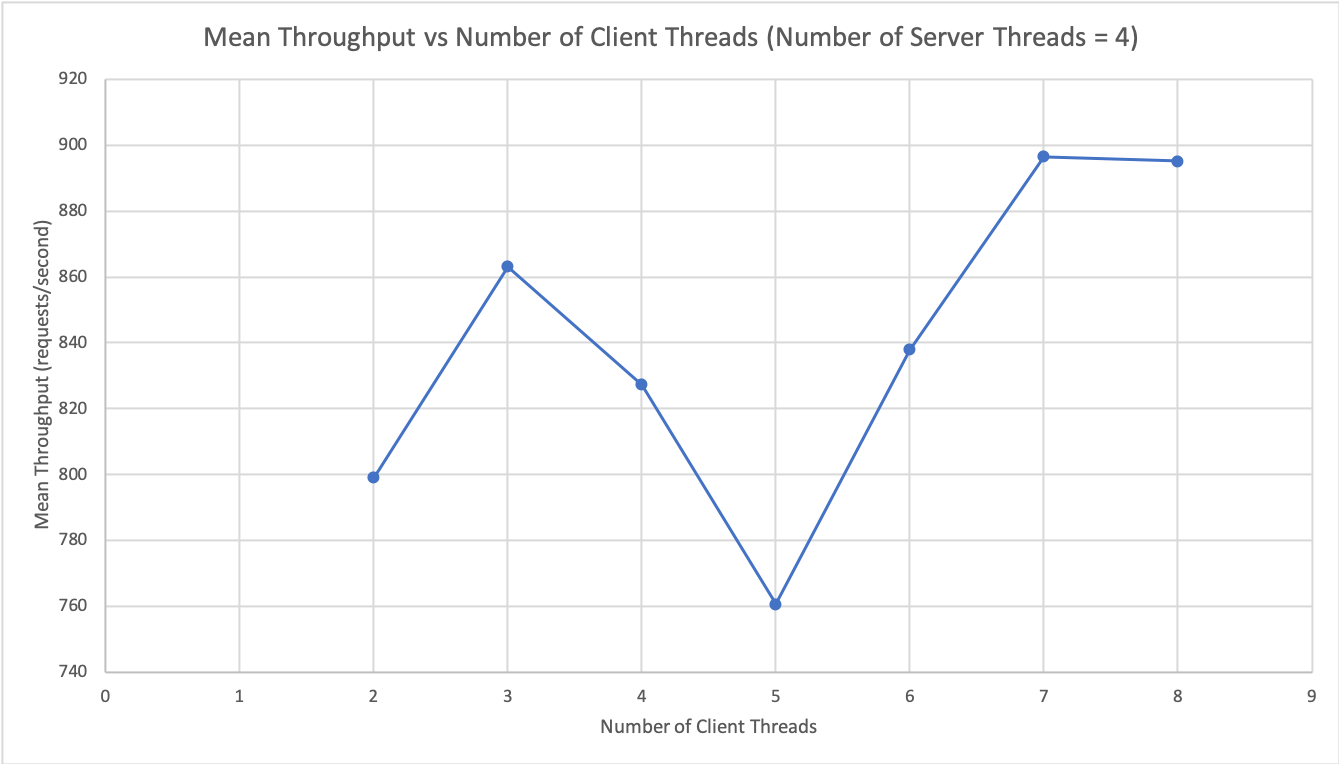 Mean Throughput vs Number of Client Threads (Number of Server Threads = 4)
920
900
880
860
840
820
800
780
760
740
Mean Throughput (requests/second)
0 1 2 3 4 5 6 7 8 9
Number of Client Threads